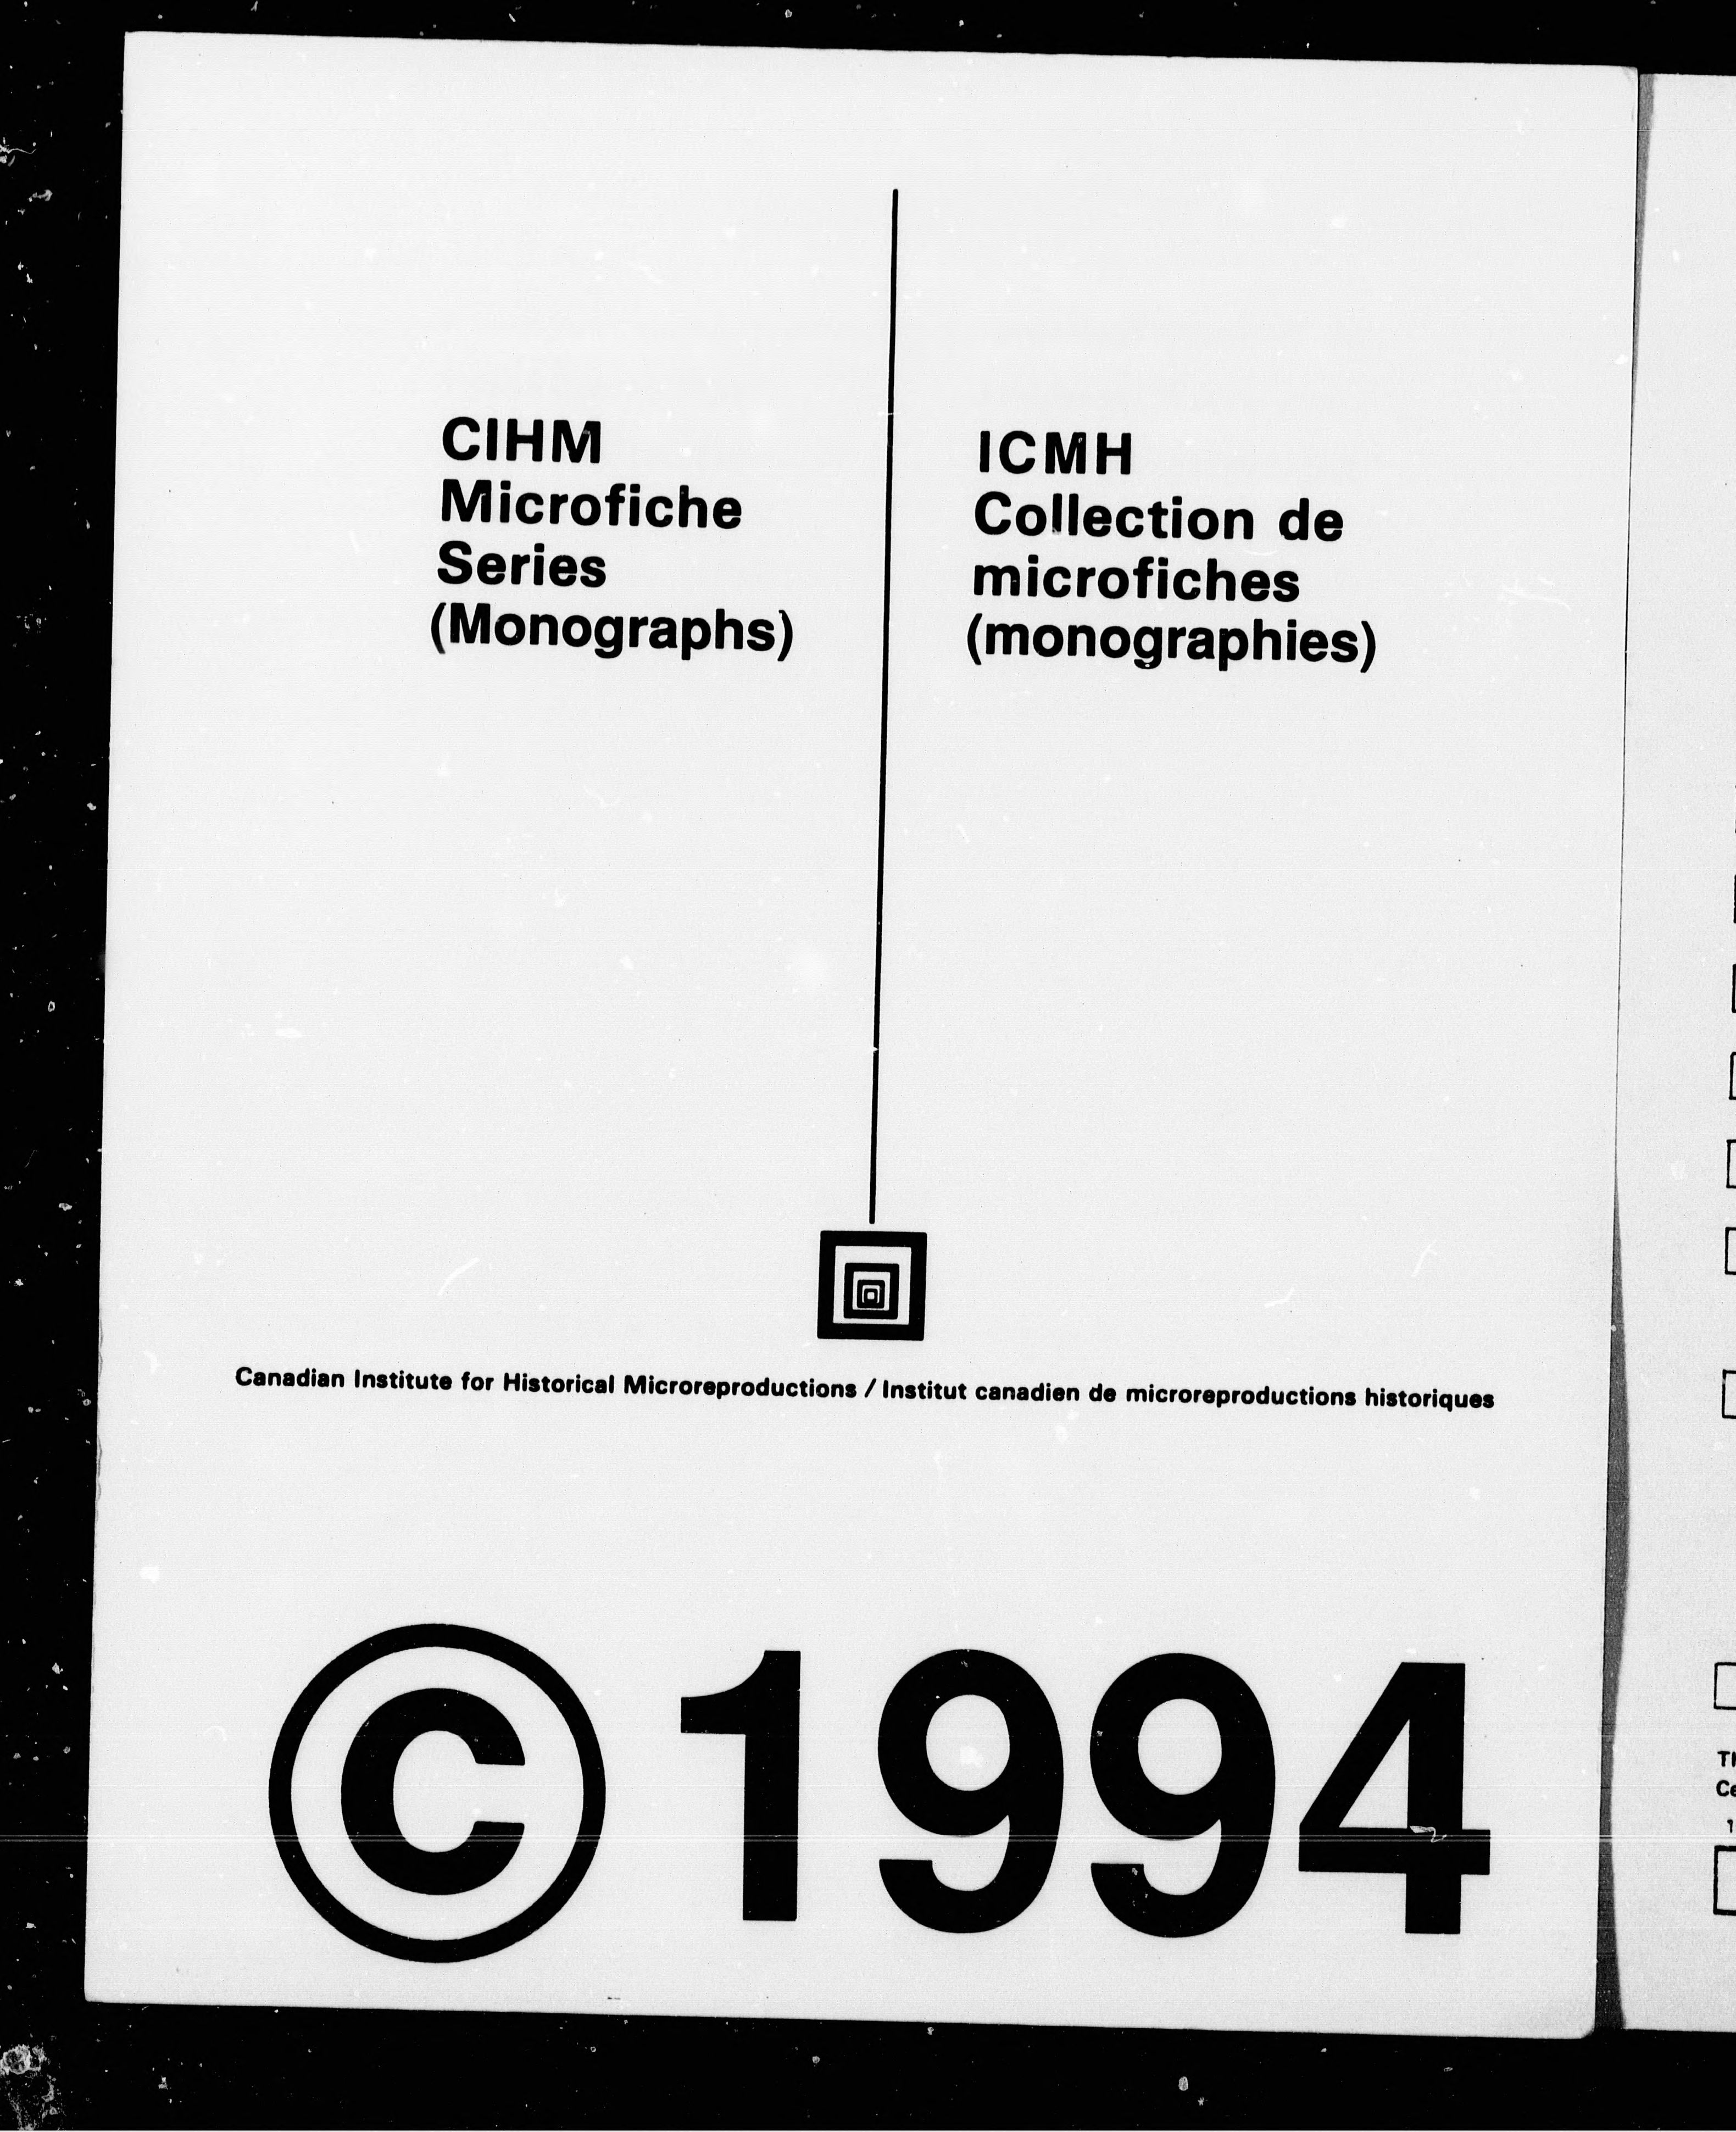 CIHM
Microfiche
Series
(Monographs)
ICMH
Collection de
microfiches
(monographies)
Canadian Institute for Historical Microreproductions / Institut canadien de microreproductions historiques
© 1994